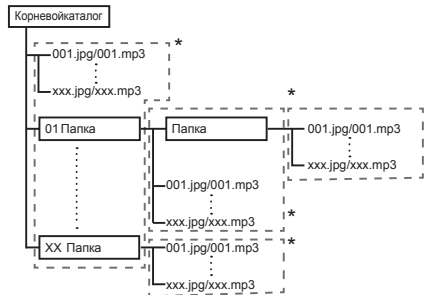 Корневойкаталог
*
001.jpg/001.mp3
xxx.jpg/xxx.mp3
*
01 Папка
Папка
001.jpg/001.mp3
xxx.jpg/xxx.mp3
001.jpg/001.mp3
xxx.jpg/xxx.mp3
*
XX Папка
001.jpg/001.mp3
*
xxx.jpg/xxx.mp3